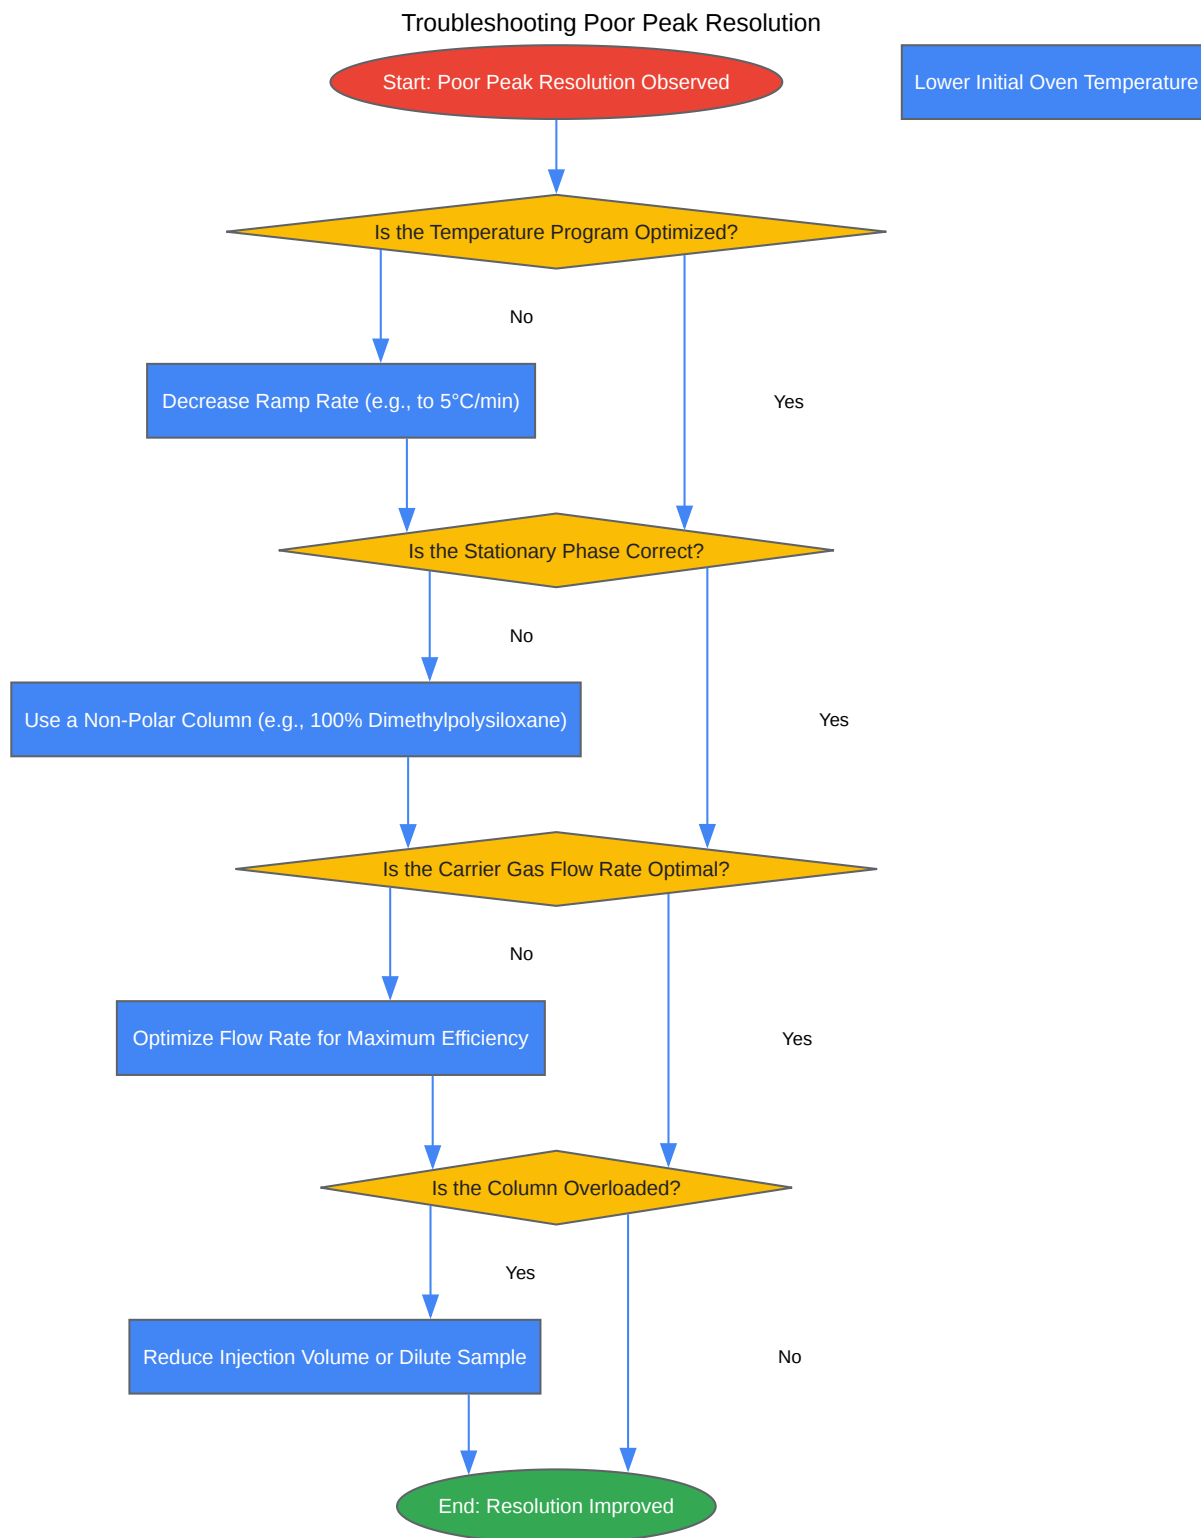 Troubleshooting Poor Peak Resolution
Start: Poor Peak Resolution Observed
Lower Initial Oven Temperature
Is the Temperature Program Optimized?
No
Decrease Ramp Rate (e.g., to 5°C/min)
Yes
Is the Stationary Phase Correct?
No
Use a Non-Polar Column (e.g., 100% Dimethylpolysiloxane)
Yes
Is the Carrier Gas Flow Rate Optimal?
No
Optimize Flow Rate for Maximum Efficiency
Yes
Is the Column Overloaded?
Yes
Reduce Injection Volume or Dilute Sample
No
End: Resolution Improved